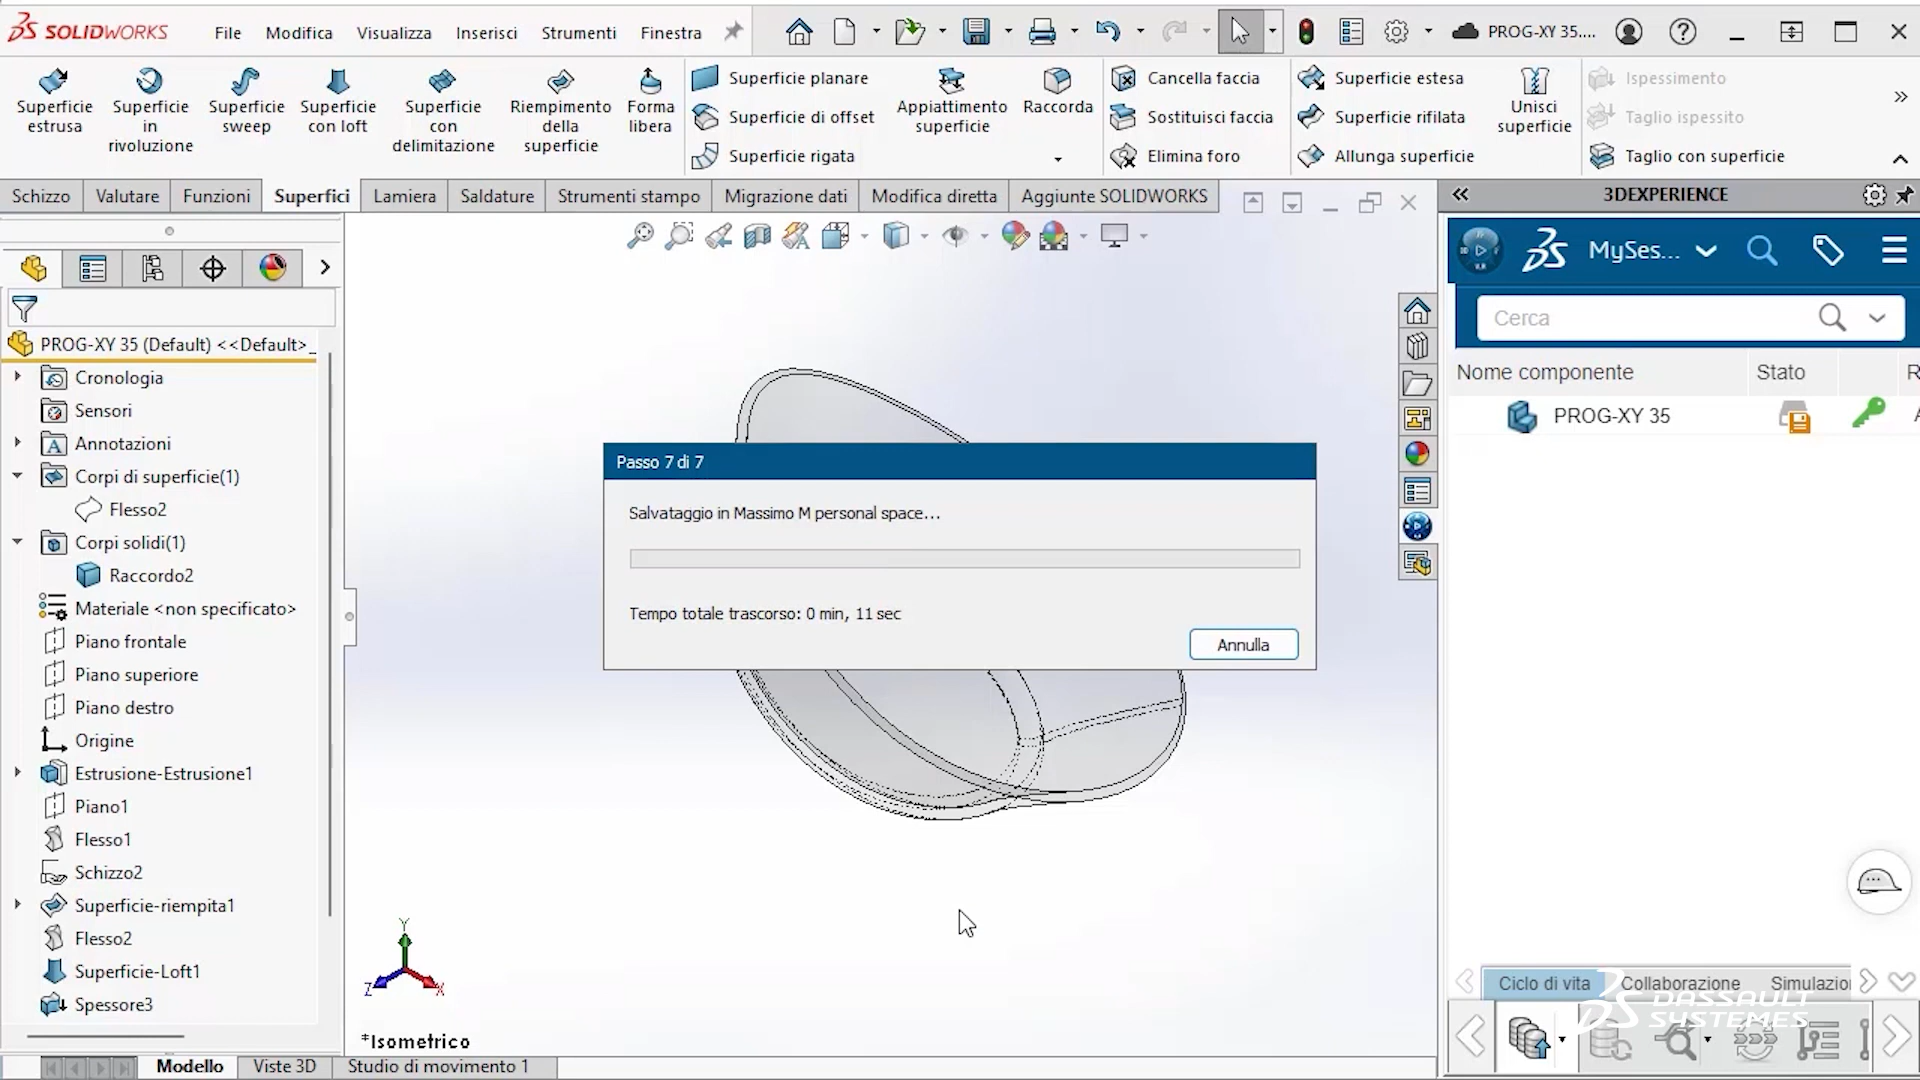 SOLIDWORKS File Modifica Visualizza Inserisci Strumenti Finestra PROG-XY 35....
Superficie estrusa
Superficie in rivoluzione
Superficie sweep
Superficie con loft
Superficie con delimitazione
Riempimento della superficie
Forma libera
Superficie planare
Superficie di offset
Superficie rigata
Appiattimento superficie
Raccorda
Cancella faccia
Sostituisci faccia
Elimina foro
Superficie estesa
Superficie rifilata
Allunga superficie
Unisci superficie
Ispessimento
Taglio ispessito
Taglio con superficie
Schizzo Valutare Funzioni Superfici Lamiera Saldature Strumenti stampo Migrazione dati Modifica diretta Aggiunte SOLIDWORKS
3DEXPERIENCE
PROG-XY 35 (Default) <<Default>_
Cronologia
Sensori
Annotazioni
Corpi di superficie(1)
Flesso2
Corpi solidi(1)
Raccordo2
Materiale <non specificato>
Piano frontale
Piano superiore
Piano destro
Origine
Estrusione-Estrusione1
Piano1
Flesso1
Schizzo2
Superficie-riempita1
Flesso2
Superficie-Loft1
Spessore3
Passo 7 di 7
Salvataggio in Massimo M personal space...
Tempo totale trascorso: 0 min, 11 sec
Annulla
Y
Z
X
*Isometrico
Modello Viste 3D Studio di movimento 1
MySes...
Cerca
Nome componente Stato R
PROG-XY 35 A
Ciclo di vita Collaborazione Simulazio
DASSAULT
SYSTEMES